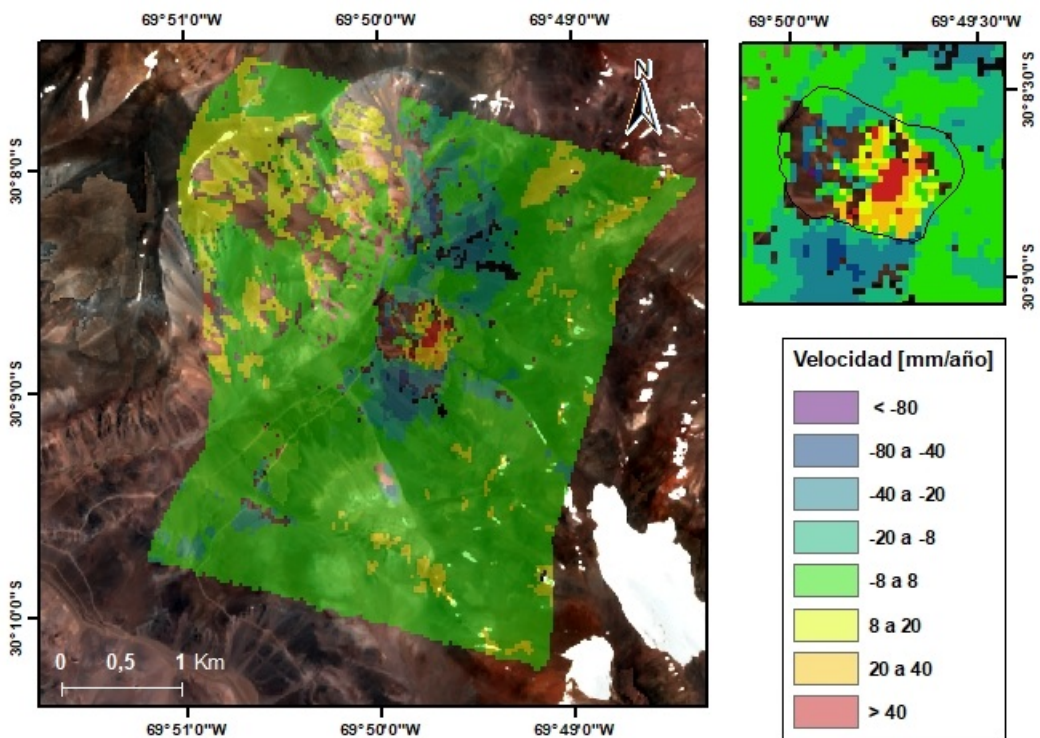 69°51'0"W 69°50'0"W 69°49'0"W
69°50'0"W 69°49'30"W
N
30°8'0"S
30°9'0"S
30°10'0"S
30°8'30"S
30°9'0"S
0 0,5 1 Km
69°51'0"W 69°50'0"W 69°49'0"W
Velocidad [mm/año]
< -80
-80 a -40
-40 a -20
-20 a -8
-8 a 8
8 a 20
20 a 40
> 40